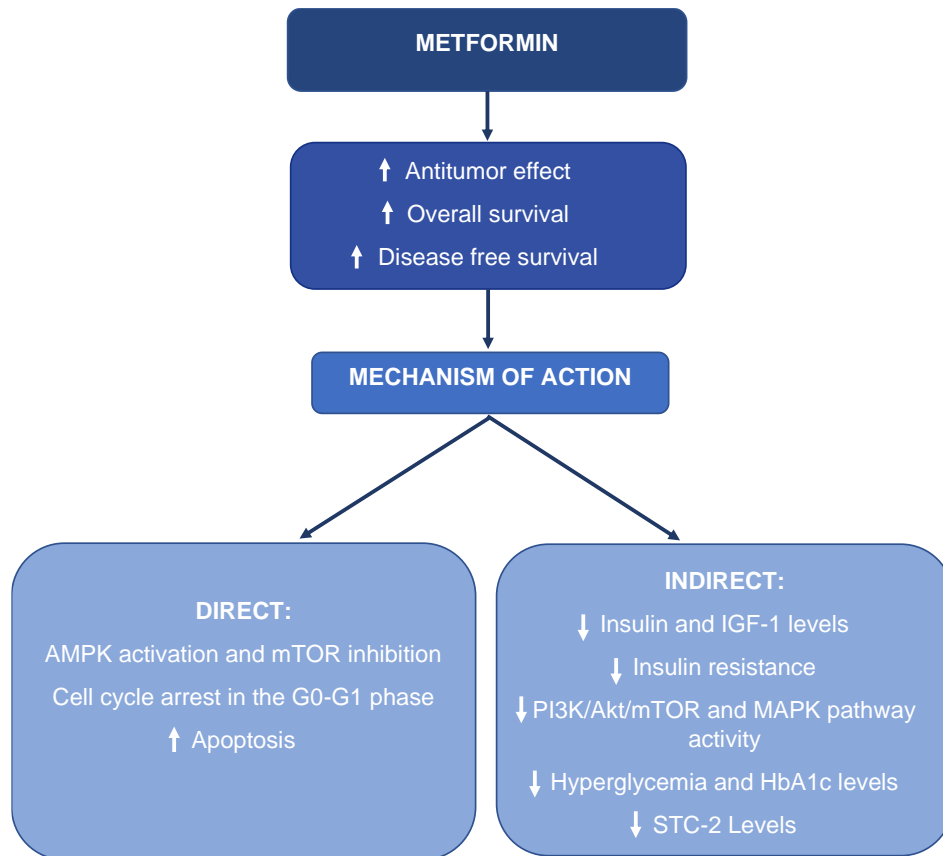 METFORMIN
↑ Antitumor effect
↑ Overall survival
↑ Disease free survival
MECHANISM OF ACTION
DIRECT:
AMPK activation and mTOR inhibition
Cell cycle arrest in the G0-G1 phase
↑ Apoptosis
INDIRECT:
↓ Insulin and IGF-1 levels
↓ Insulin resistance
↓ PI3K/Akt/mTOR and MAPK pathway
activity
↓ Hyperglycemia and HbA1c levels
↓ STC-2 Levels